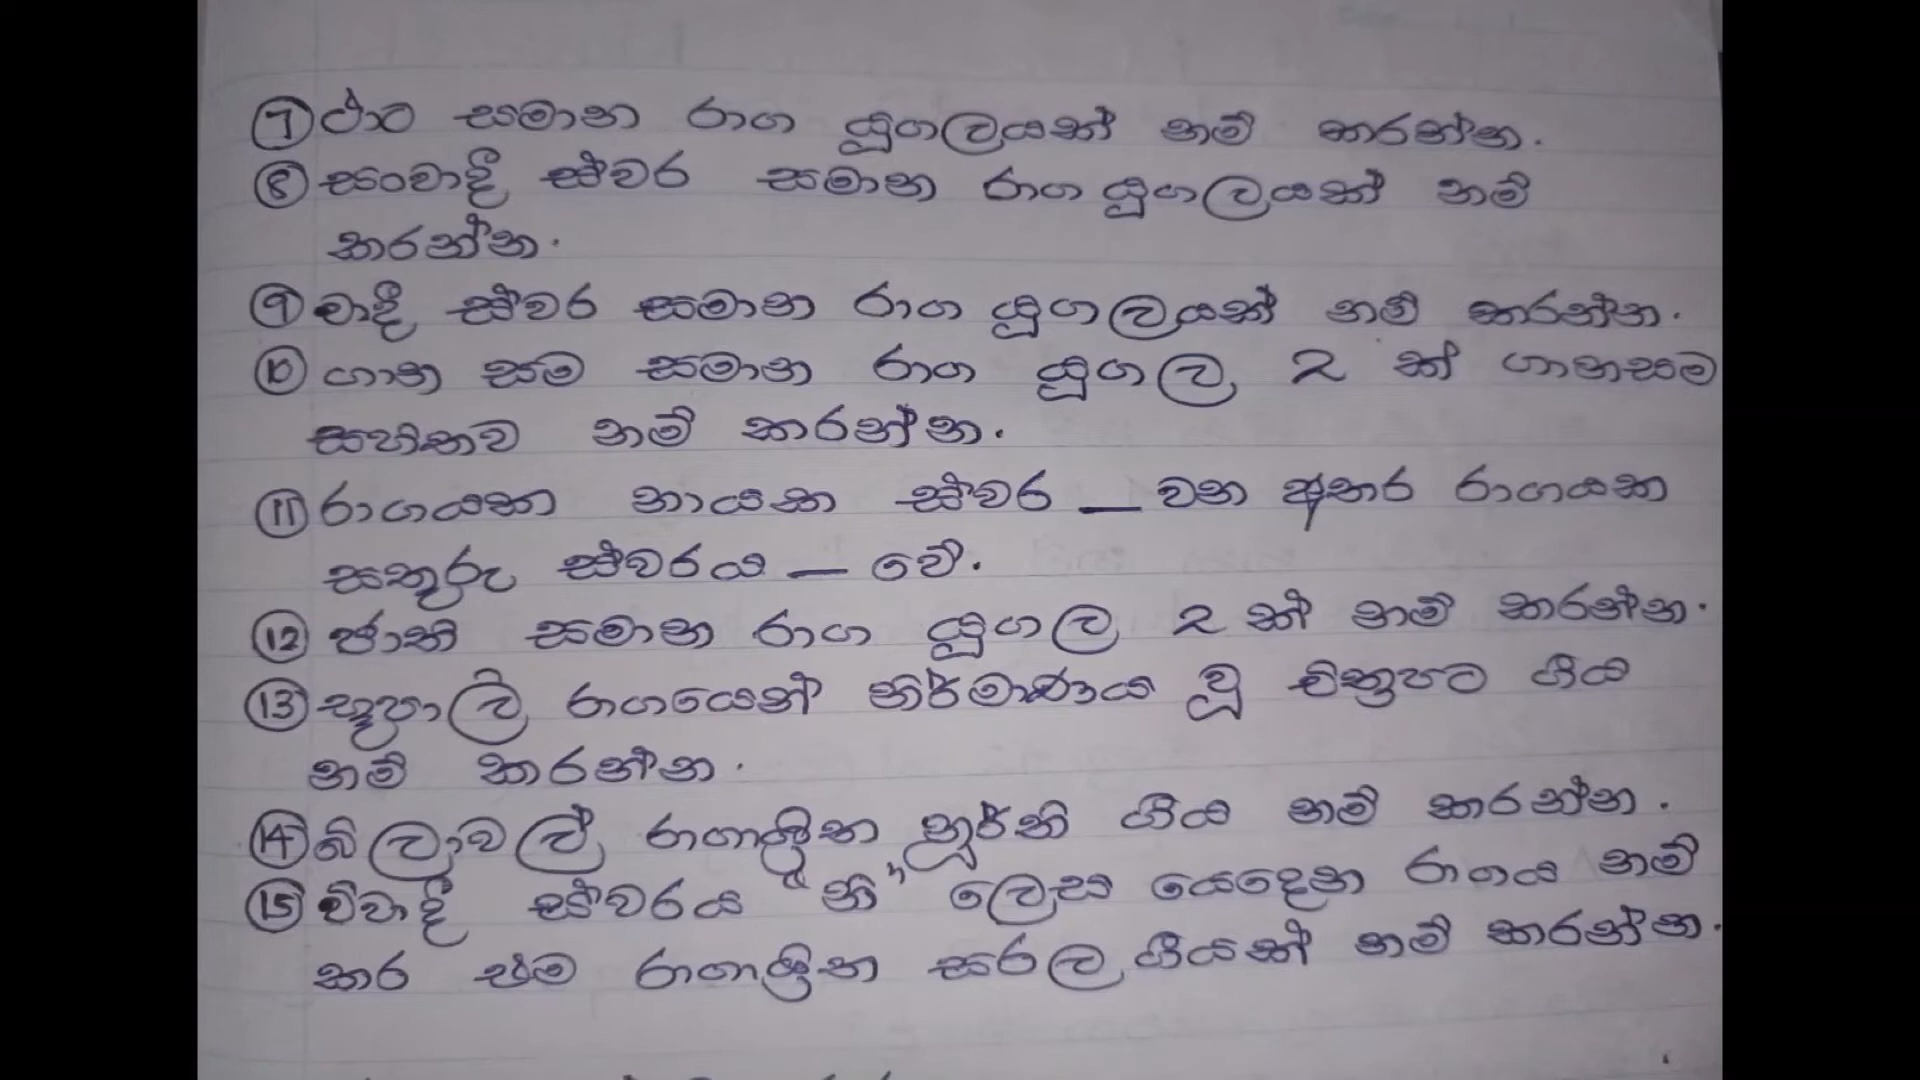 ⑦ ථාට සමාන රාග යුගලයක් නම් කරන්න.
⑧ සංවාදී ස්වර සමාන රාග යුගලයක් නම්
කරන්න.
⑨ වාදී ස්වර සමාන රාග යුගලයක් නම් කරන්න.
⑩ ගාන සම සමාන රාග යුගල 2 ක් ගානසම
සහිතව නම් කරන්න.
⑪ රාගයක නායක ස්වර — වන අතර රාගයක
සතුරු ස්වරය — වේ.
⑫ ජාති සමාන රාග යුගල 2 ක් නම් කරන්න.
⑬ භූපාලි රාගයෙන් නිර්මාණය වූ චිත්‍රපට ගීය
නම් කරන්න.
⑭ බිලාවල් රාගාශ්‍රිත නූර්ති ගීය නම් කරන්න.
⑮ විවාදී ස්වරය "නි" ලෙස යෙදෙන රාගය නම්
කර එම රාගාශ්‍රිත සරල ගීයක් නම් කරන්න.